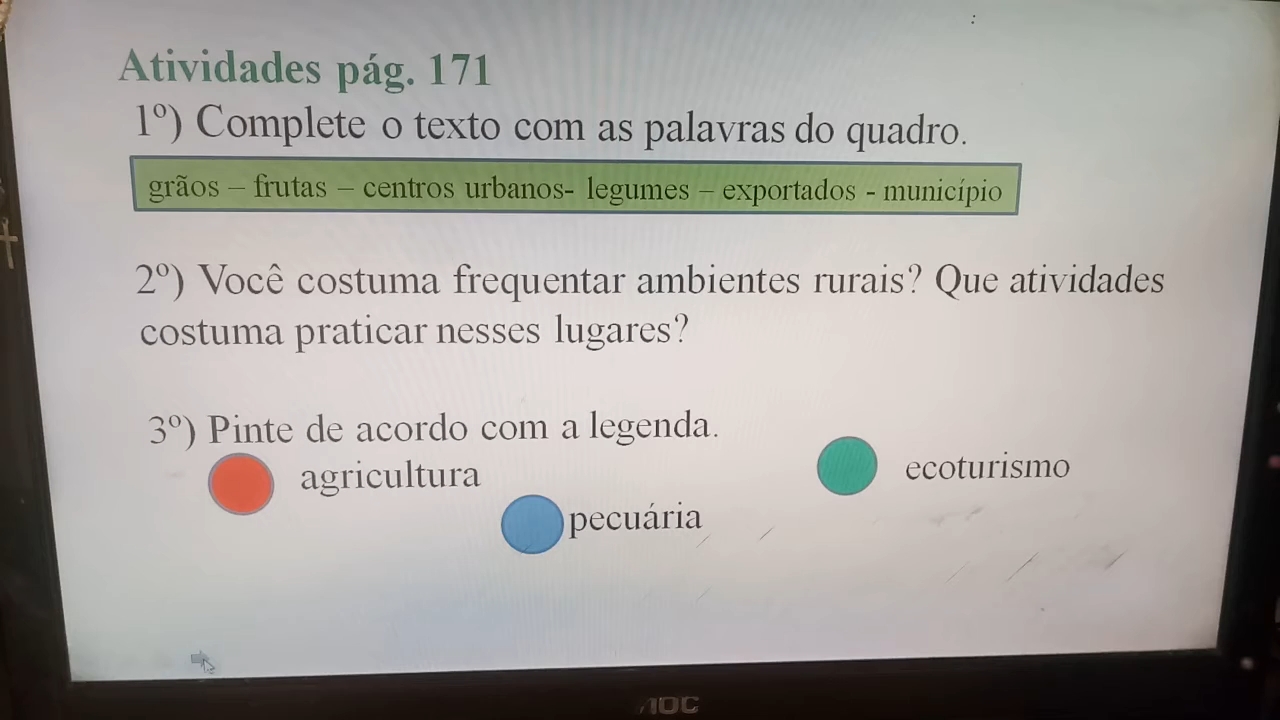 Atividades pág. 171
1º) Complete o texto com as palavras do quadro.
grãos – frutas – centros urbanos- legumes – exportados - município
2º) Você costuma frequentar ambientes rurais? Que atividades
costuma praticar nesses lugares?
3º) Pinte de acordo com a legenda.
agricultura
ecoturismo
pecuária
AOC